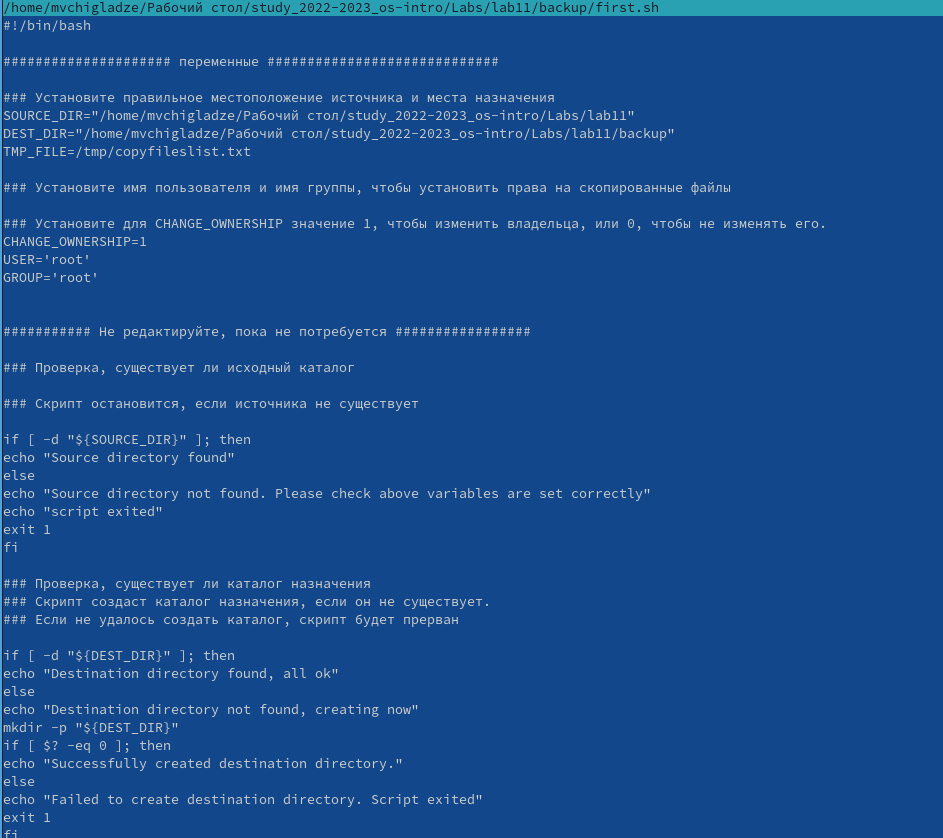 /home/mvchigladze/Рабочий стол/study_2022-2023_os-intro/Labs/lab11/backup/first.sh
#!/bin/bash
##################### переменные #############################
### Установите правильное местоположение источника и места назначения
SOURCE_DIR="/home/mvchigladze/Рабочий стол/study_2022-2023_os-intro/Labs/lab11"
DEST_DIR="/home/mvchigladze/Рабочий стол/study_2022-2023_os-intro/Labs/lab11/backup"
TMP_FILE=/tmp/copyfileslist.txt
### Установите имя пользователя и имя группы, чтобы установить права на скопированные файлы
### Установите для CHANGE_OWNERSHIP значение 1, чтобы изменить владельца, или 0, чтобы не изменять его.
CHANGE_OWNERSHIP=1
USER='root'
GROUP='root'
########### Не редактируйте, пока не потребуется #################
### Проверка, существует ли исходный каталог
### Скрипт остановится, если источника не существует
if [ -d "${SOURCE_DIR}" ]; then
echo "Source directory found"
else
echo "Source directory not found. Please check above variables are set correctly"
echo "script exited"
exit 1
fi
### Проверка, существует ли каталог назначения
### Скрипт создаст каталог назначения, если он не существует.
### Если не удалось создать каталог, скрипт будет прерван
if [ -d "${DEST_DIR}" ]; then
echo "Destination directory found, all ok"
else
echo "Destination directory not found, creating now"
mkdir -p "${DEST_DIR}"
if [ $? -eq 0 ]; then
echo "Successfully created destination directory."
else
echo "Failed to create destination directory. Script exited"
exit 1
fi